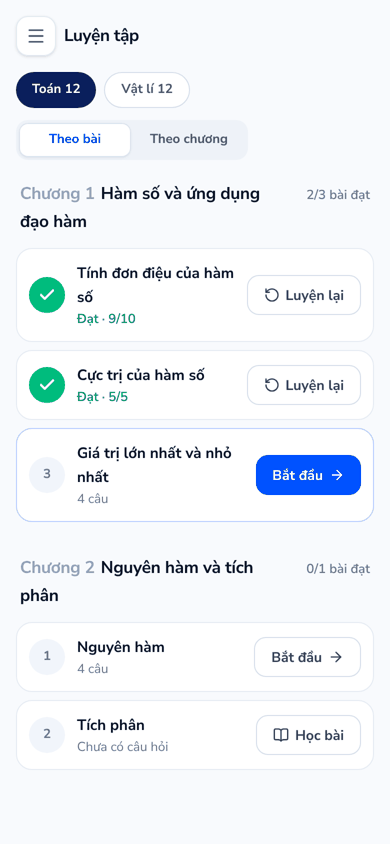 Luyện tập
Toán 12
Vật lí 12
Theo bài
Theo chương
Chương 1 Hàm số và ứng dụng
đạo hàm
2/3 bài đạt
Tính đơn điệu của hàm
số
Đạt · 9/10
Luyện lại
Cực trị của hàm số
Đạt · 5/5
Luyện lại
3
Giá trị lớn nhất và nhỏ
nhất
4 câu
Bắt đầu
Chương 2 Nguyên hàm và tích
phân
0/1 bài đạt
1
Nguyên hàm
4 câu
Bắt đầu
2
Tích phân
Chưa có câu hỏi
Học bài